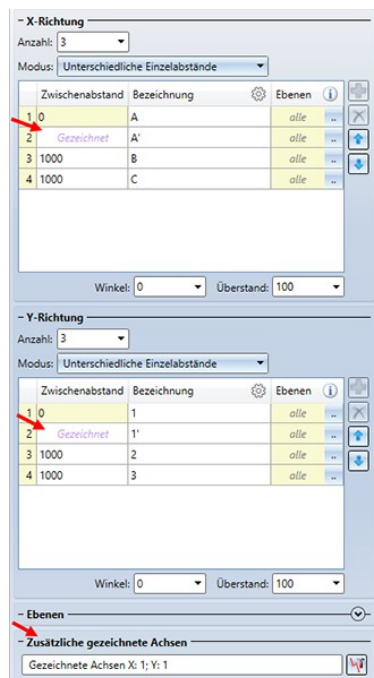 - X-Richtung
Anzahl: 3
Modus: Unterschiedliche Einzelabstände
Zwischenabstand Bezeichnung Ebenen i
1 0 A alle ..
2 Gezeichnet A' alle ..
3 1000 B alle ..
4 1000 C alle ..
Winkel: 0 Überstand: 100
- Y-Richtung
Anzahl: 3
Modus: Unterschiedliche Einzelabstände
Zwischenabstand Bezeichnung Ebenen i
1 0 1 alle ..
2 Gezeichnet 1' alle ..
3 1000 2 alle ..
4 1000 3 alle ..
Winkel: 0 Überstand: 100
- Ebenen
- Zusätzliche gezeichnete Achsen
Gezeichnete Achsen X: 1; Y: 1